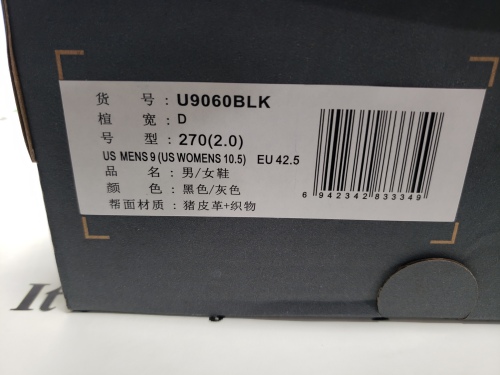 货 号：U9060BLK
楦 宽：D
号 型：270(2.0)
US MENS 9 (US WOMENS 10.5) EU 42.5
品 名：男/女鞋
颜 色：黑色/灰色
帮面材质：猪皮革+织物
6 942342 833349
It